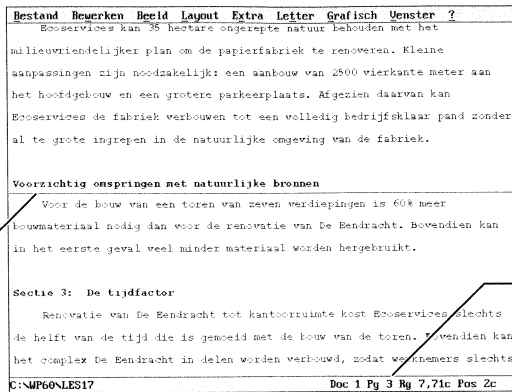 Bestand Bewerken Beeld Layout Extra Letter Grafisch Venster ?
Ecoservices kan 35 hectare ongerepte natuur behouden met het
milieuvriendelijker plan om de papierfabriek te renoveren. Kleine
aanpassingen zijn noodzakelijk: een aanbouw van 2500 vierkante meter aan
het hoofdgebouw en een grotere parkeerplaats. Afgezien daarvan kan
Ecoservices de fabriek verbouwen tot een volledig bedrijfsklaar pand zonder
al te grote ingrepen in de natuurlijke omgeving van de fabriek.
Voorzichtig omspringen met natuurlijke bronnen
Voor de bouw van een toren van zeven verdiepingen is 60% meer
bouwmateriaal nodig dan voor de renovatie van De Eendracht. Bovendien kan
in het eerste geval veel minder materiaal worden hergebruikt.
Sectie 3: De tijdfactor
Renovatie van De Eendracht tot kantoorruimte kost Ecoservices slechts
de helft van de tijd die is gemoeid met de bouw van de toren. Bovendien kan
het complex De Eendracht in delen worden verbouwd, zodat werknemers slechts
C:\WP60\LES17 Doc 1 Pg 3 Rg 7,71c Pos 2c